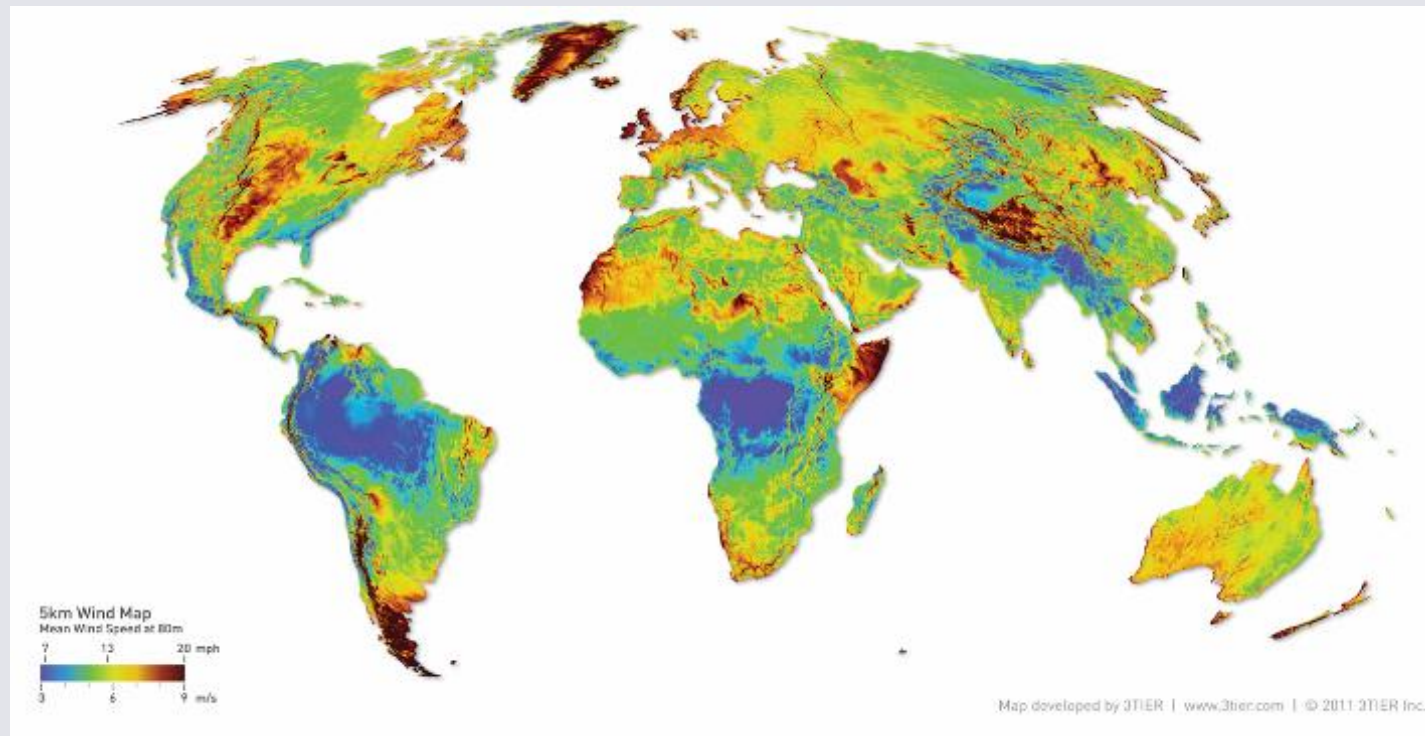 5km Wind Map
Mean Wind Speed at 80m
7 13 20 mph
3 6 9 m/s
Map developed by 3TIER | www.3tier.com | © 2011 3TIER Inc.